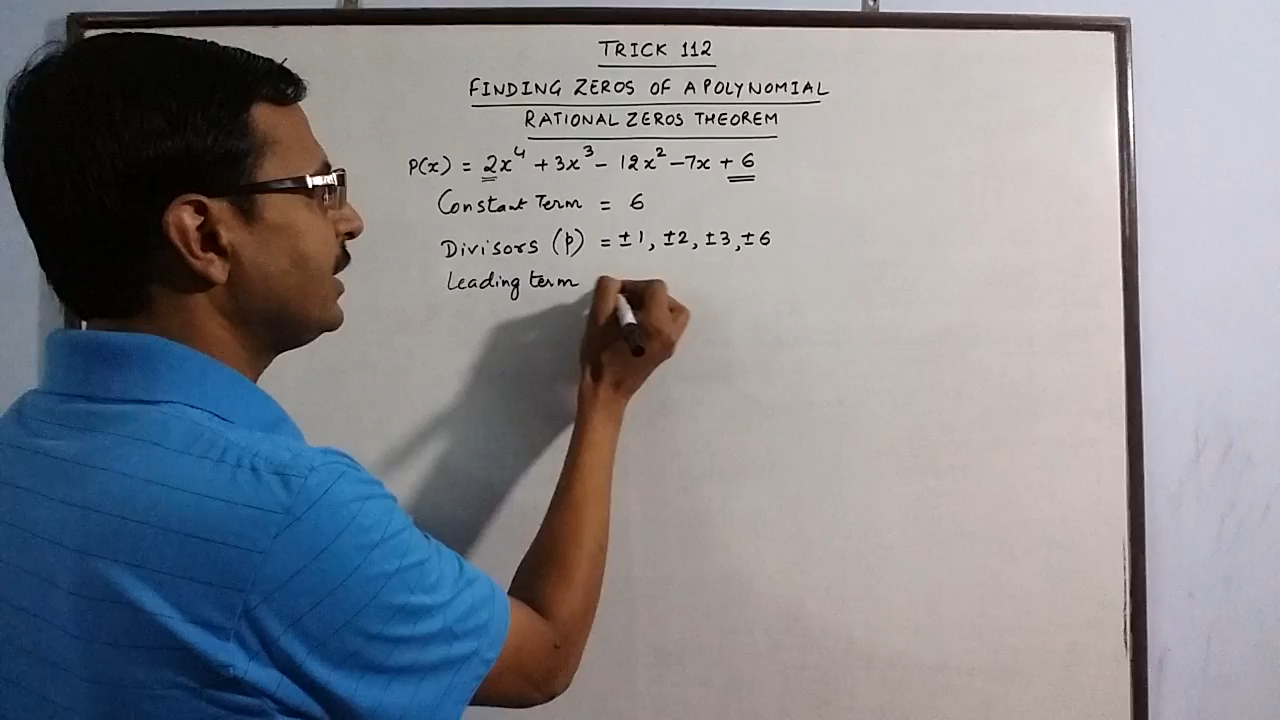 TRICK 112
FINDING ZEROS OF A POLYNOMIAL
RATIONAL ZEROS THEOREM
P(x) = 2x⁴ + 3x³ - 12x² - 7x + 6
Constant Term = 6
Divisors (p) = ±1, ±2, ±3, ±6
Leading term